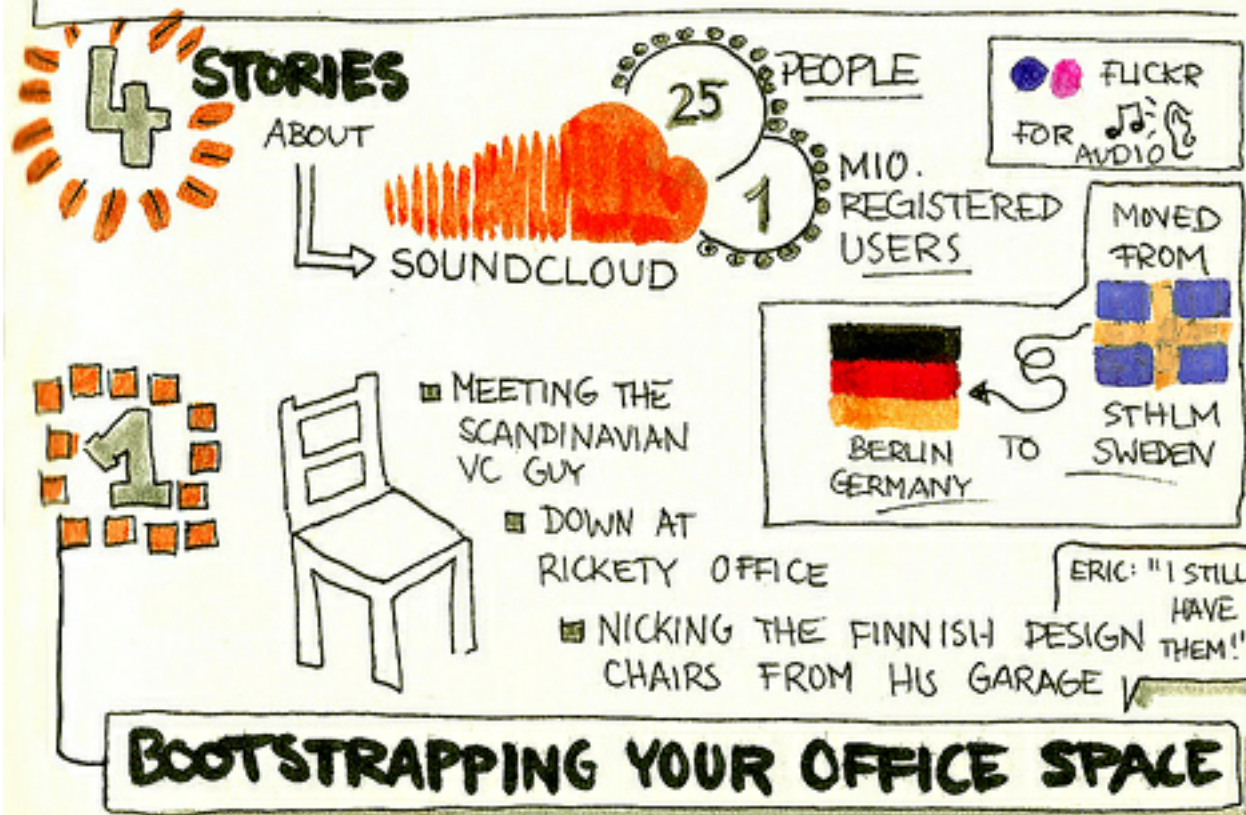 4 STORIES
ABOUT
SOUNDCLOUD
25
PEOPLE
1
MIO.
REGISTERED
USERS
FLICKR
FOR
AUDIO
MOVED
FROM
STHLM
SWEDEN
TO
BERLIN
GERMANY
1
MEETING THE
SCANDINAVIAN
VC GUY
DOWN AT
RICKETY OFFICE
NICKING THE FINNISH DESIGN
CHAIRS FROM HIS GARAGE
ERIC: "I STILL
HAVE
THEM!"
BOOTSTRAPPING YOUR OFFICE SPACE